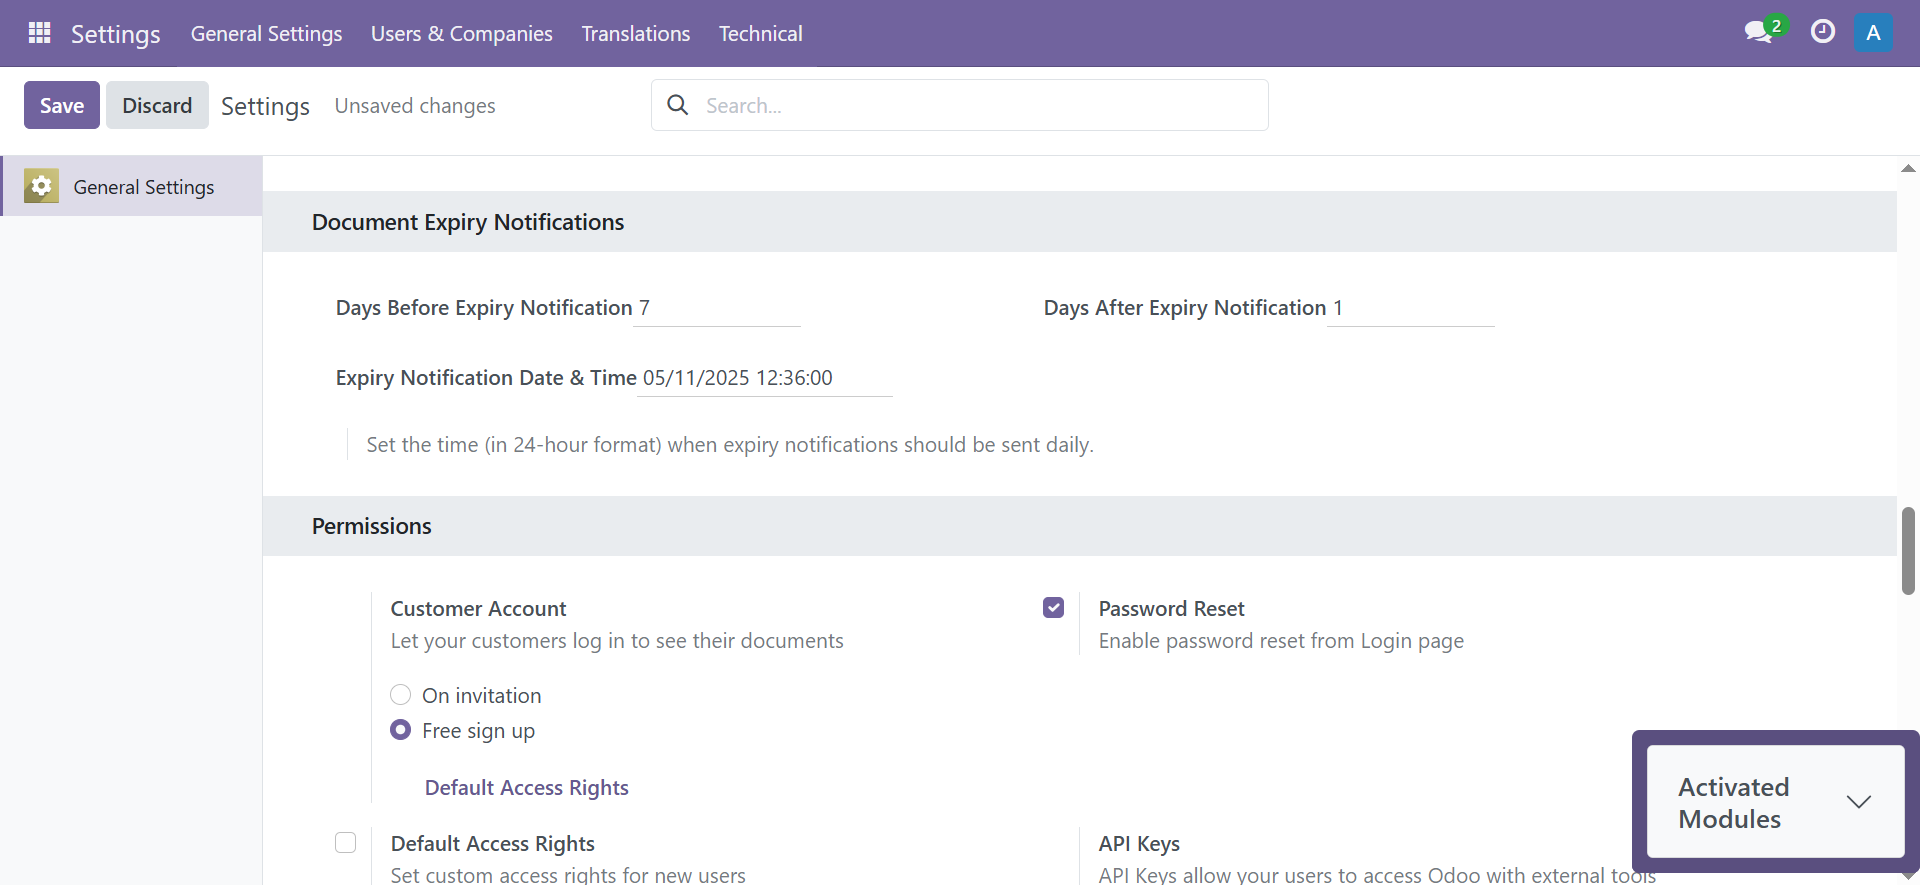 Settings General Settings Users & Companies Translations Technical 2 A
Save Discard Settings Unsaved changes Search...
General Settings
Document Expiry Notifications
Days Before Expiry Notification 7 Days After Expiry Notification 1
Expiry Notification Date & Time 05/11/2025 12:36:00
Set the time (in 24-hour format) when expiry notifications should be sent daily.
Permissions
Customer Account Password Reset
Let your customers log in to see their documents Enable password reset from Login page
On invitation
Free sign up
Default Access Rights
Activated
Modules
Default Access Rights API Keys
Set custom access rights for new users API Keys allow your users to access Odoo with external tools